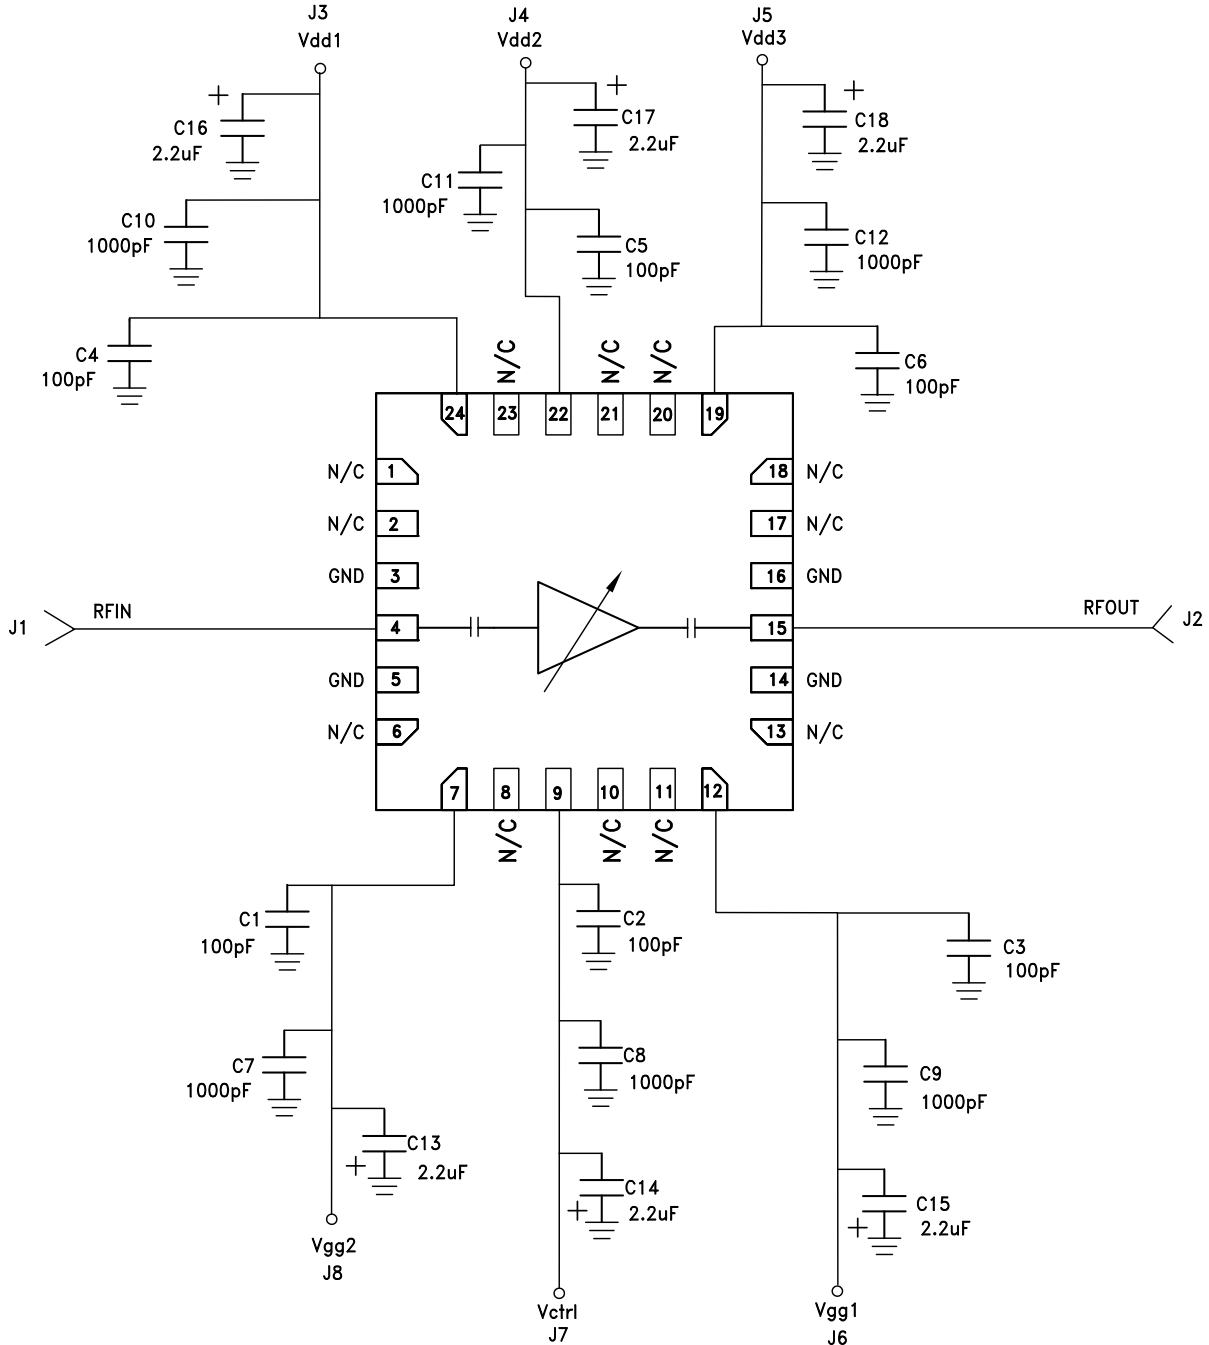 J3
Vdd1
J4
Vdd2
J5
Vdd3
+
C16
2.2uF
+
C17
2.2uF
+
C18
2.2uF
C10
1000pF
C11
1000pF
C5
100pF
C12
1000pF
C4
100pF
C6
100pF
N/C
N/C
N/C
24
23
22
21
20
19
N/C
1
18
N/C
N/C
2
17
N/C
GND
3
16
GND
J1
RFIN
4
15
RFOUT
J2
GND
5
14
GND
N/C
6
13
N/C
7
8
9
10
11
12
N/C
N/C
N/C
C1
100pF
C2
100pF
C3
100pF
C7
1000pF
C8
1000pF
C9
1000pF
C13
+
2.2uF
C14
+
2.2uF
C15
+
2.2uF
Vgg2
J8
Vctrl
J7
Vgg1
J6